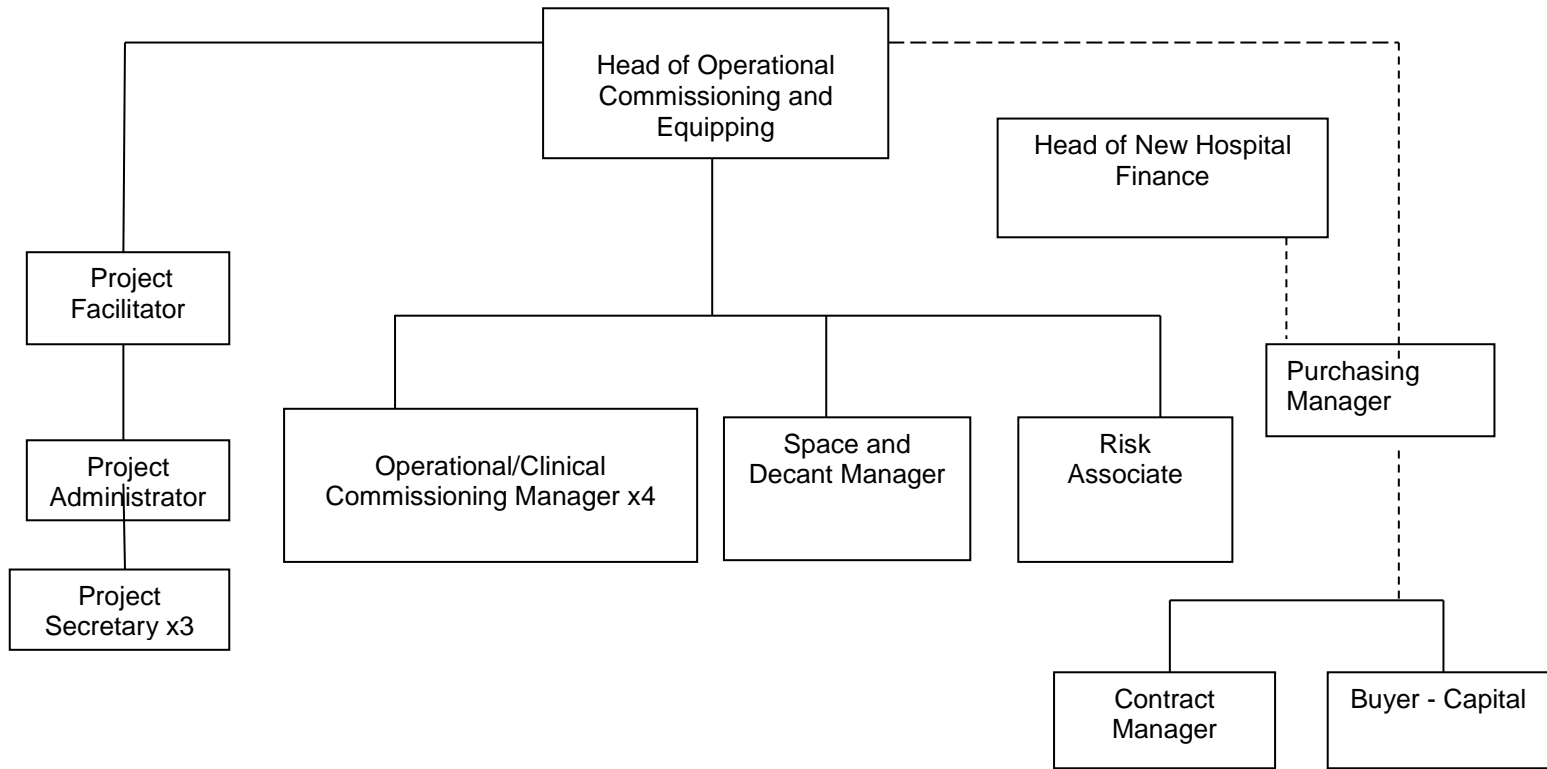 Head of Operational
Commissioning and
Equipping
Head of New Hospital
Finance
Project
Facilitator
Purchasing
Manager
Operational/Clinical
Commissioning Manager x4
Space and
Decant Manager
Risk
Associate
Project
Administrator
Project
Secretary x3
Contract
Manager
Buyer - Capital